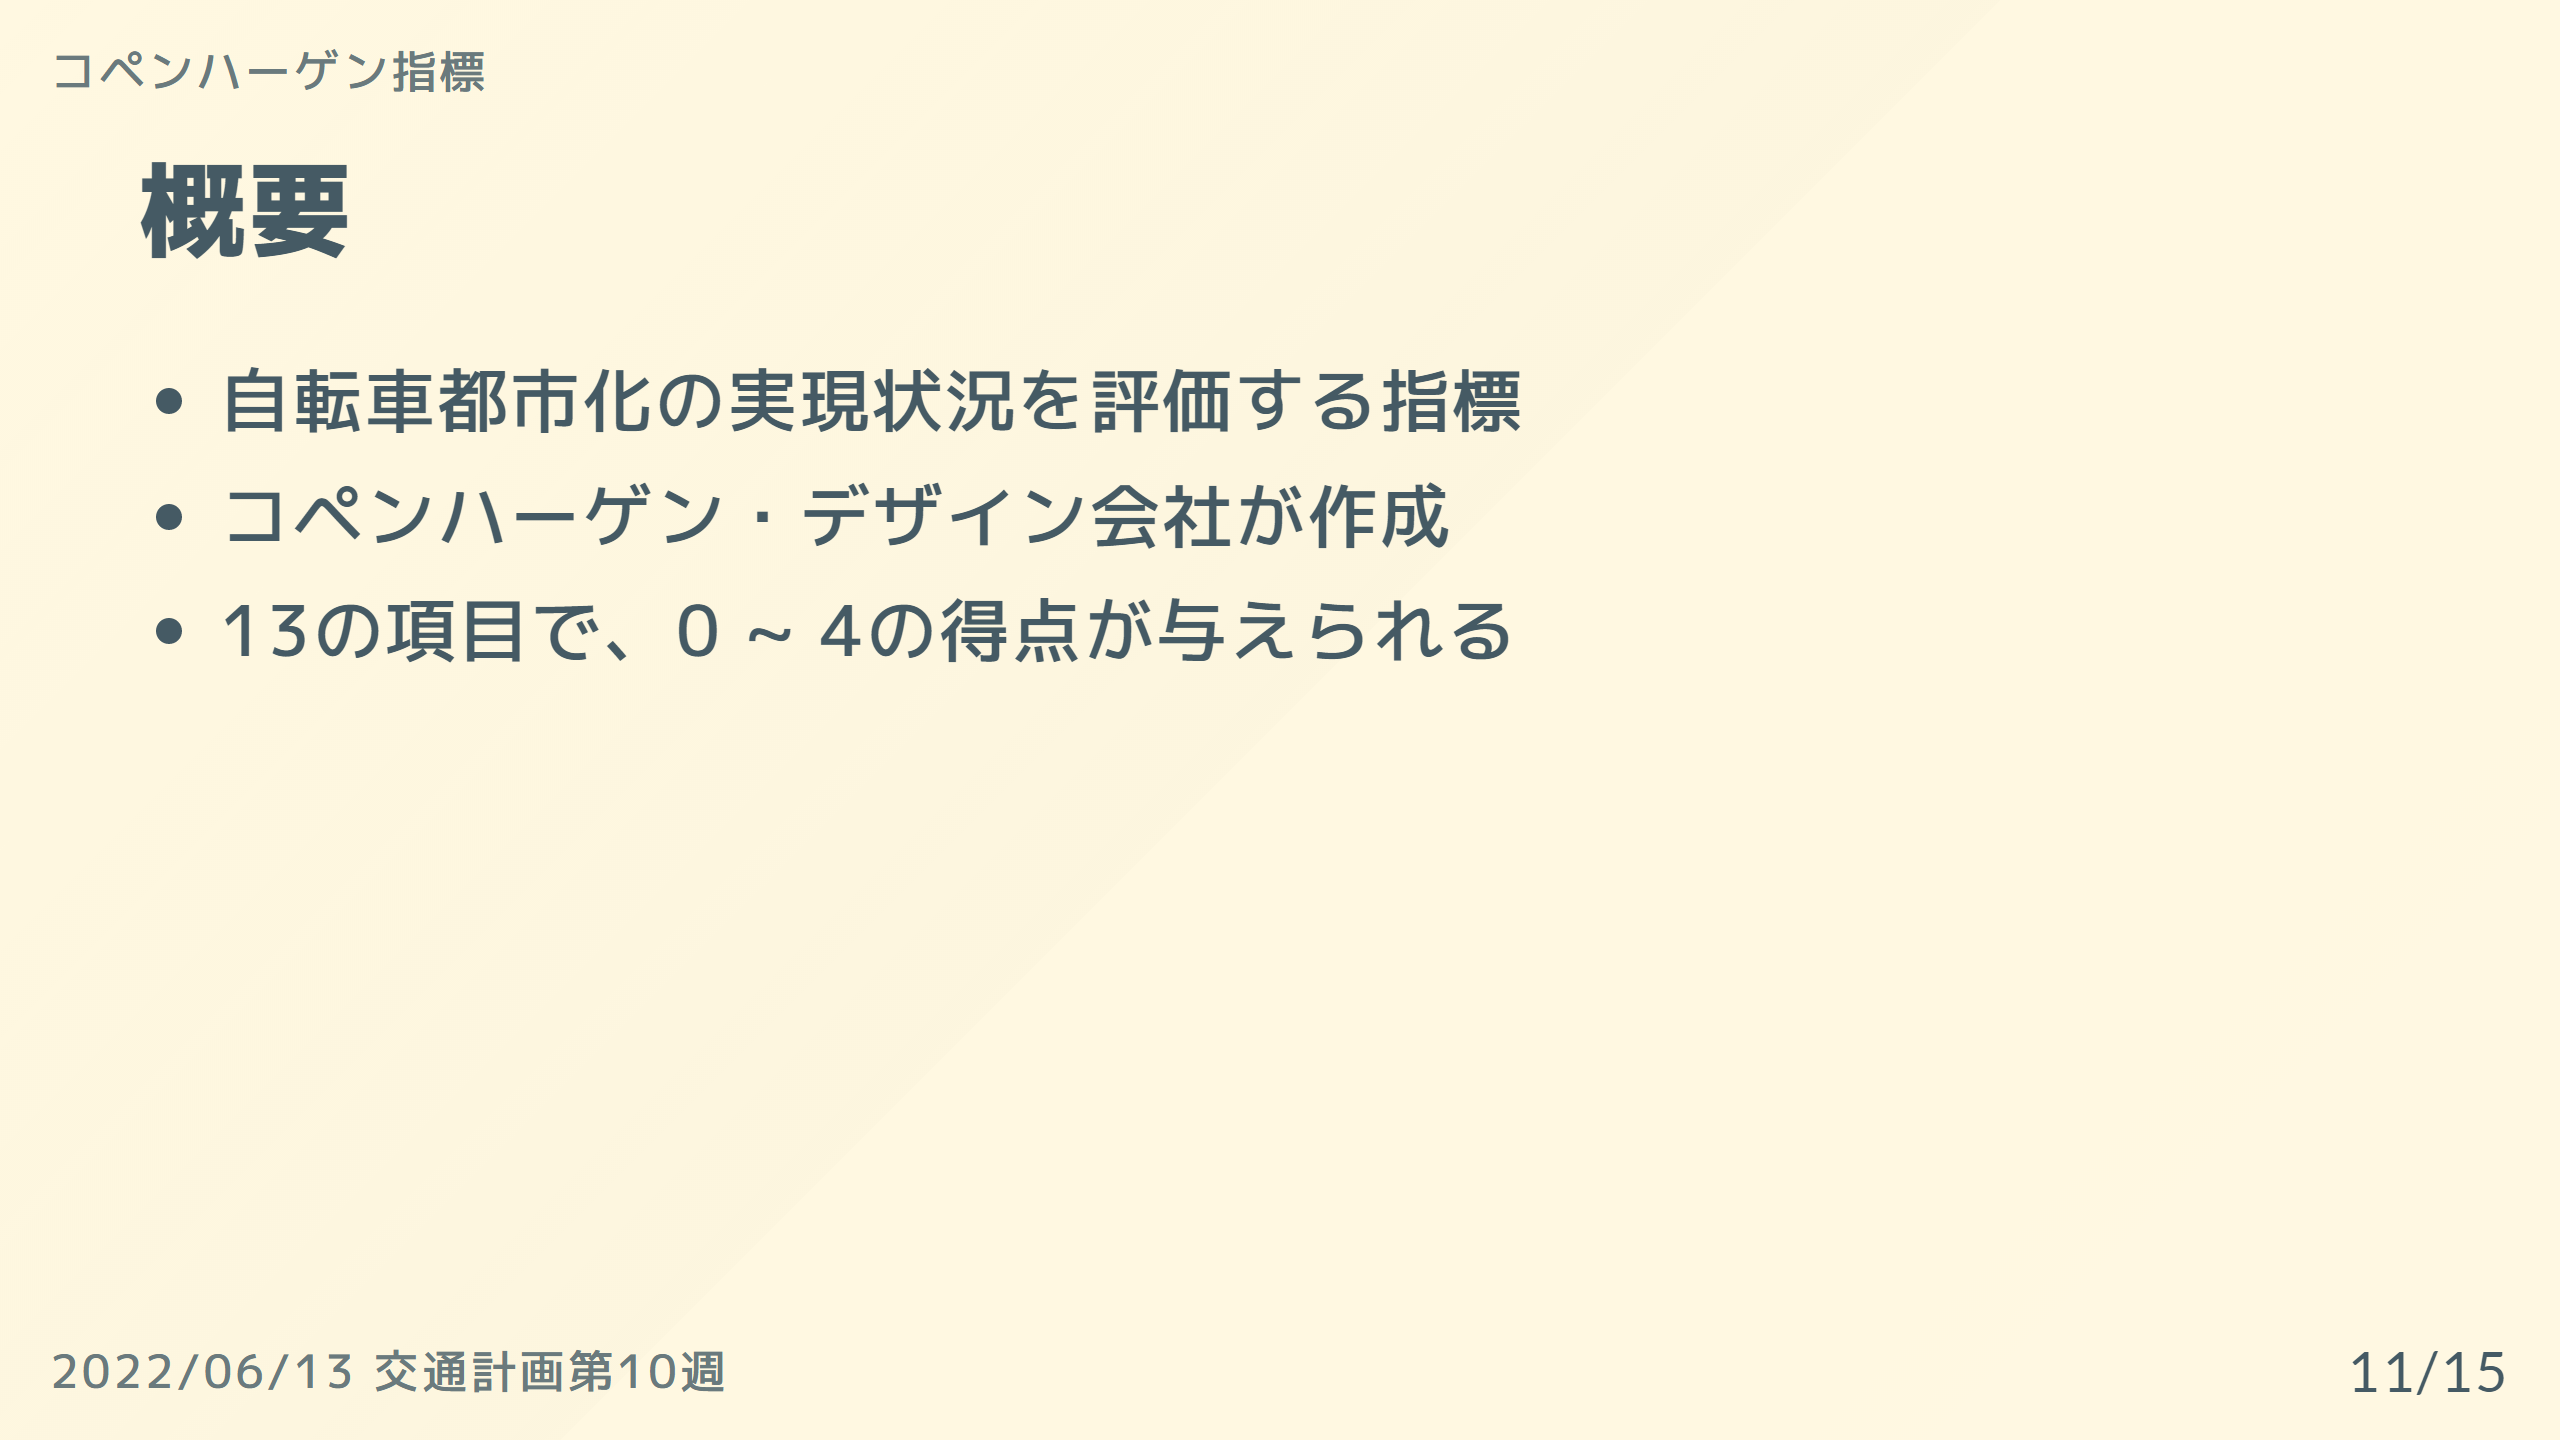 コペンハーゲン指標
概要
• 自転車都市化の実現状況を評価する指標
• コペンハーゲン・デザイン会社が作成
• 13の項目で、0 ~ 4の得点が与えられる
2022/06/13 交通計画第10週
11/15